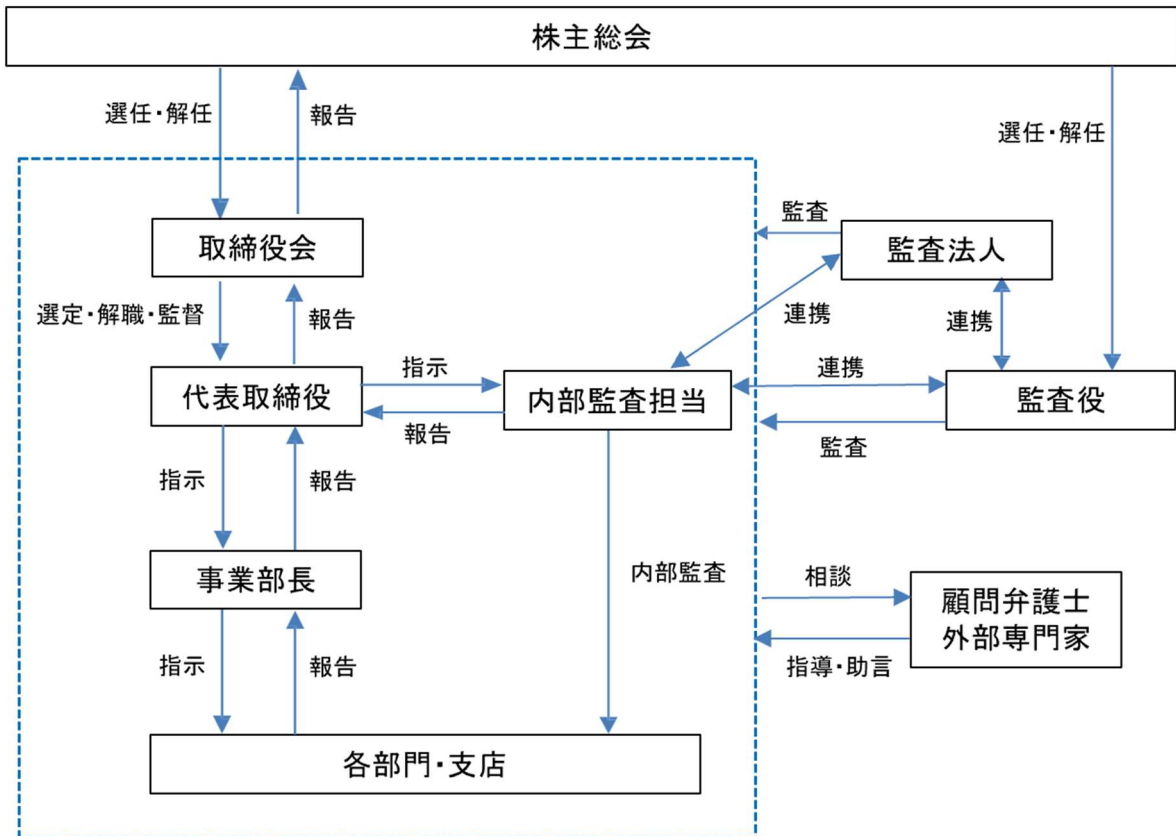 株主総会
選任・解任
報告
選任・解任
取締役会
監査
監査法人
選定・解職・監督
報告
連携
連携
代表取締役
指示
報告
内部監査担当
連携
監査
監査役
指示
報告
事業部長
内部監査
相談
顧問弁護士
外部専門家
指導・助言
指示
報告
各部門・支店